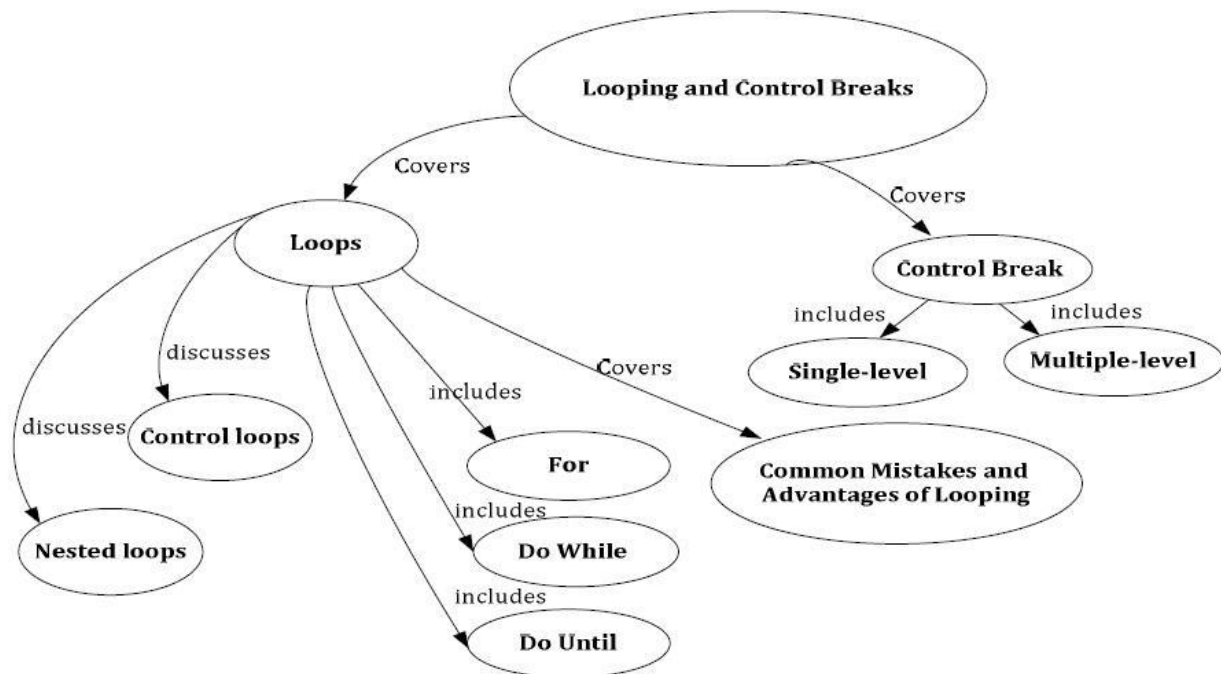 Looping and Control Breaks
Covers
Covers
Loops
Control Break
includes
includes
Single-level
Multiple-level
discusses
Covers
includes
discusses
Control loops
For
Common Mistakes and
Advantages of Looping
includes
Nested loops
Do While
includes
Do Until